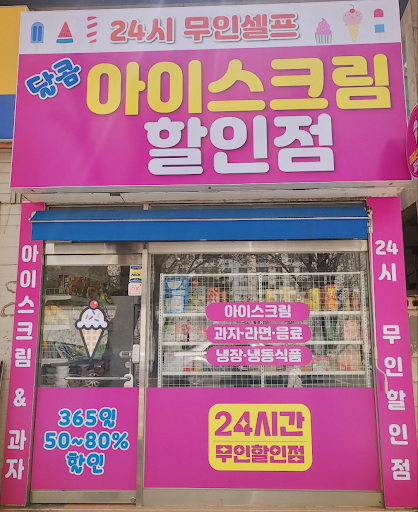 24시 무인셀프
달콤
아이스크림
할인점
아이스크림 & 과자
24시 무인할인점
아이스크림
과자·라면·음료
냉장·냉동식품
365일
50~80%
할인
24시간
무인할인점